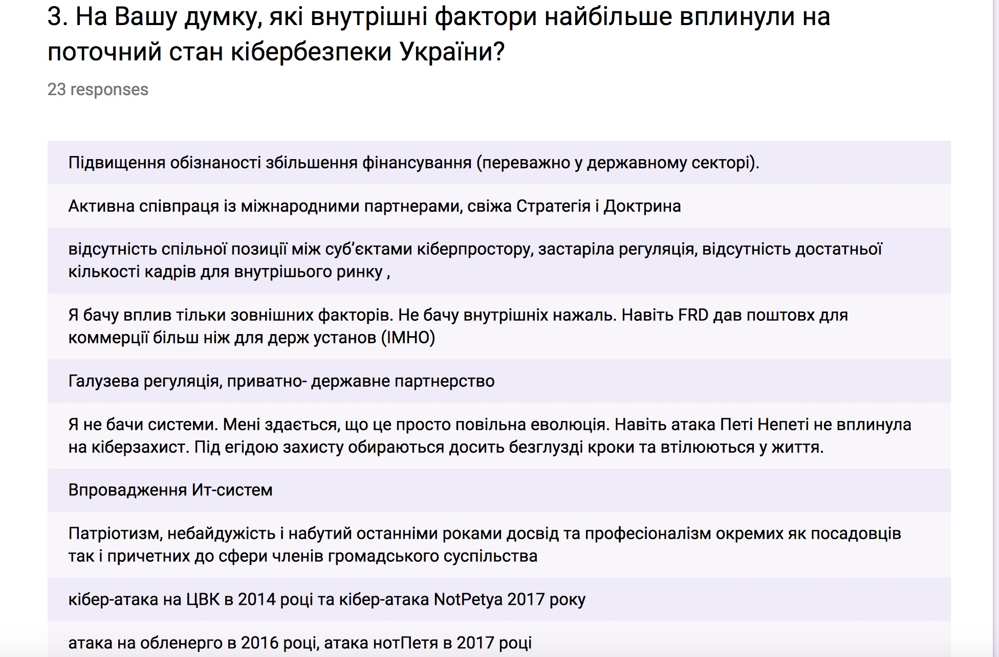 3. На Вашу думку, які внутрішні фактори найбільше вплинули на
поточний стан кібербезпеки України?
23 responses
Підвищення обізнаності збільшення фінансування (переважно у державному секторі).
Активна співпраця із міжнародними партнерами, свіжа Стратегія і Доктрина
відсутність спільної позиції між суб’єктами кіберпростору, застаріла регуляція, відсутність достатньої
кількості кадрів для внутрішього ринку ,
Я бачу вплив тільки зовнішних факторів. Не бачу внутрішніх нажаль. Навіть FRD дав поштовх для
коммерції більш ніж для держ установ (ІМНО)
Галузева регуляція, приватно- державне партнерство
Я не бачи системи. Мені здається, що це просто повільна еволюція. Навіть атака Петі Непеті не вплинула
на кіберзахист. Під егідою захисту обираються досить безглузді кроки та втілюються у життя.
Впровадження Ит-систем
Патріотизм, небайдужість і набутий останніми роками досвід та професіоналізм окремих як посадовців
так і причетних до сфери членів громадського суспільства
кібер-атака на ЦВК в 2014 році та кібер-атака NotPetya 2017 року
атака на обленерго в 2016 році, атака нотПетя в 2017 році